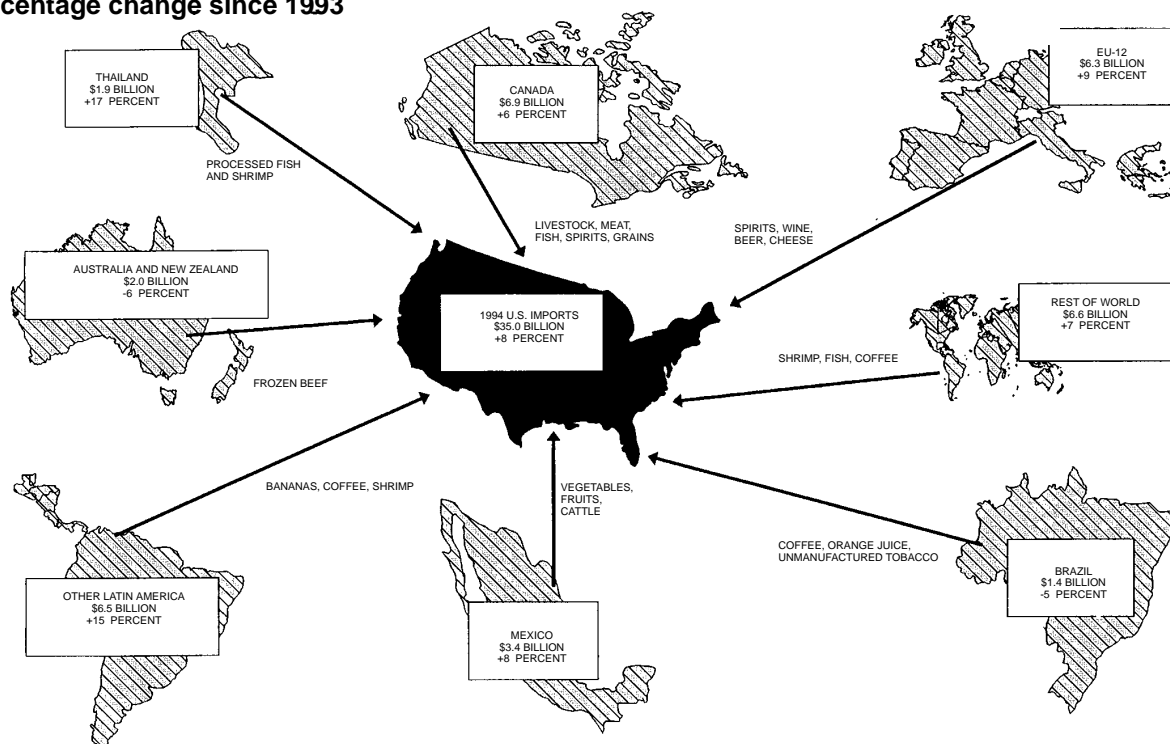 centage change since 1993
THAILAND
$1.9 BILLION
+17 PERCENT
CANADA
$6.9 BILLION
+6 PERCENT
EU-12
$6.3 BILLION
+9 PERCENT
PROCESSED FISH
AND SHRIMP
LIVESTOCK, MEAT,
FISH, SPIRITS, GRAINS
SPIRITS, WINE,
BEER, CHEESE
AUSTRALIA AND NEW ZEALAND
$2.0 BILLION
-6 PERCENT
1994 U.S. IMPORTS
$35.0 BILLION
+8 PERCENT
REST OF WORLD
$6.6 BILLION
+7 PERCENT
SHRIMP, FISH, COFFEE
FROZEN BEEF
BANANAS, COFFEE, SHRIMP
VEGETABLES,
FRUITS,
CATTLE
COFFEE, ORANGE JUICE,
UNMANUFACTURED TOBACCO
OTHER LATIN AMERICA
$6.5 BILLION
+15 PERCENT
MEXICO
$3.4 BILLION
+8 PERCENT
BRAZIL
$1.4 BILLION
-5 PERCENT